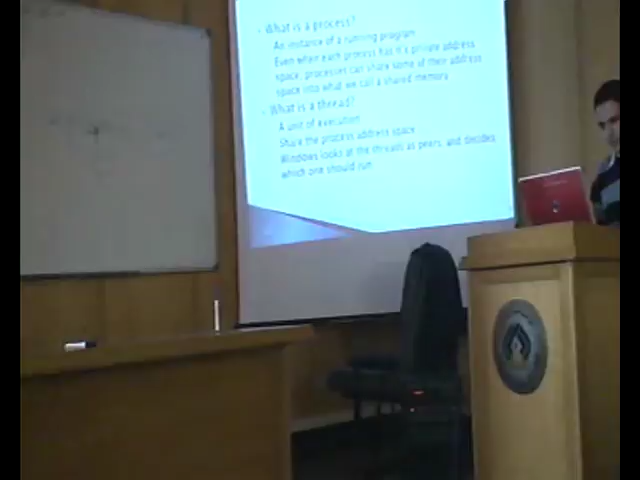 What is a process?
An instance of a running program
Even when each process has it's private address
space, processes can share some of their address
space into what we call a shared memory
What is a thread?
A unit of execution
Share the process address space
Windows looks at the threads as peers, and decides
which one should run